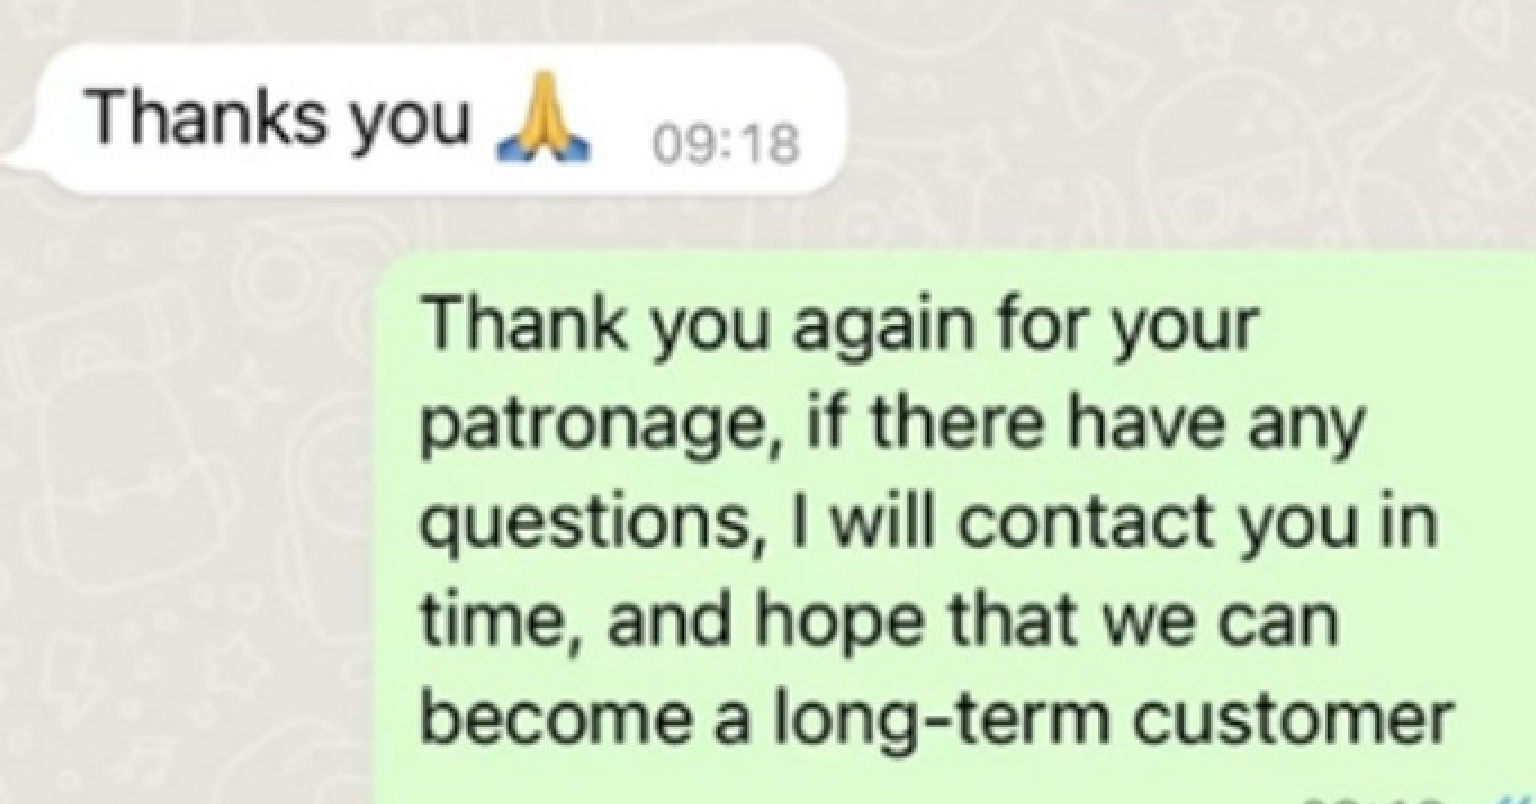 Thanks you 🙏 09:18
Thank you again for your
patronage, if there have any
questions, I will contact you in
time, and hope that we can
become a long-term customer